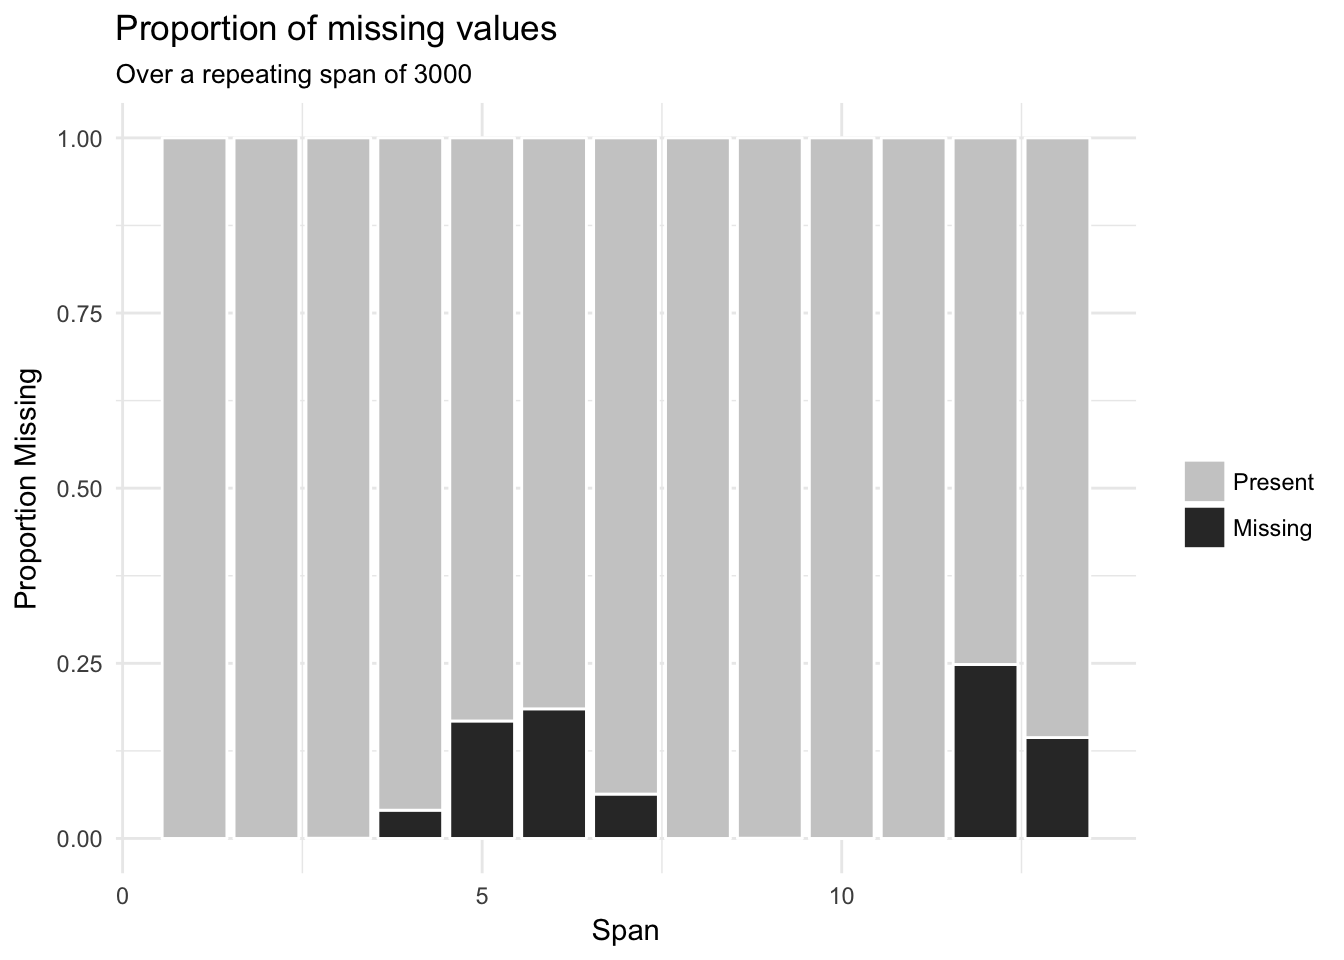 Proportion of missing values
Over a repeating span of 3000
Proportion Missing
1.00
0.75
0.50
0.25
0.00
0 5 10
Span
Present
Missing